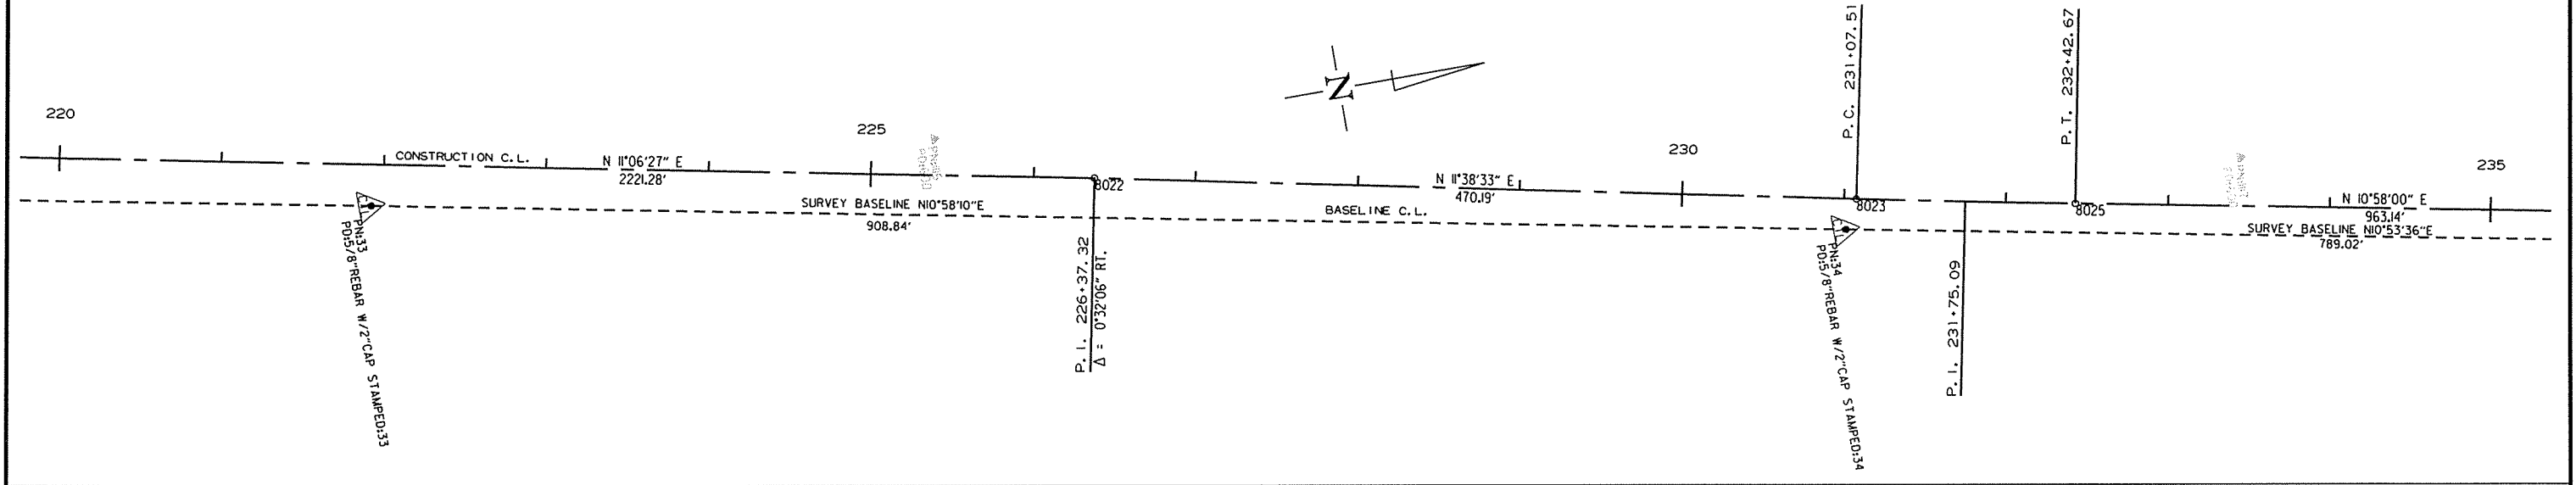 P.C. 231+07.51
P.T. 232+42.67
N
220
225
230
235
CONSTRUCTION C.L.
N 11°06'27" E
2221.28'
8022
N 11°38'33" E
470.19'
8023
8025
N 10°58'00" E
963.14'
SURVEY BASELINE N10°58'10"E
908.84'
BASELINE C.L.
SURVEY BASELINE N10°53'36"E
789.02'
PN:33
PD:5/8"REBAR W/2"CAP STAMPED:33
P.I. 226+37.32
Δ = 0°32'06" RT.
PN:34
PD:5/8"REBAR W/2"CAP STAMPED:34
P.I. 231+75.09